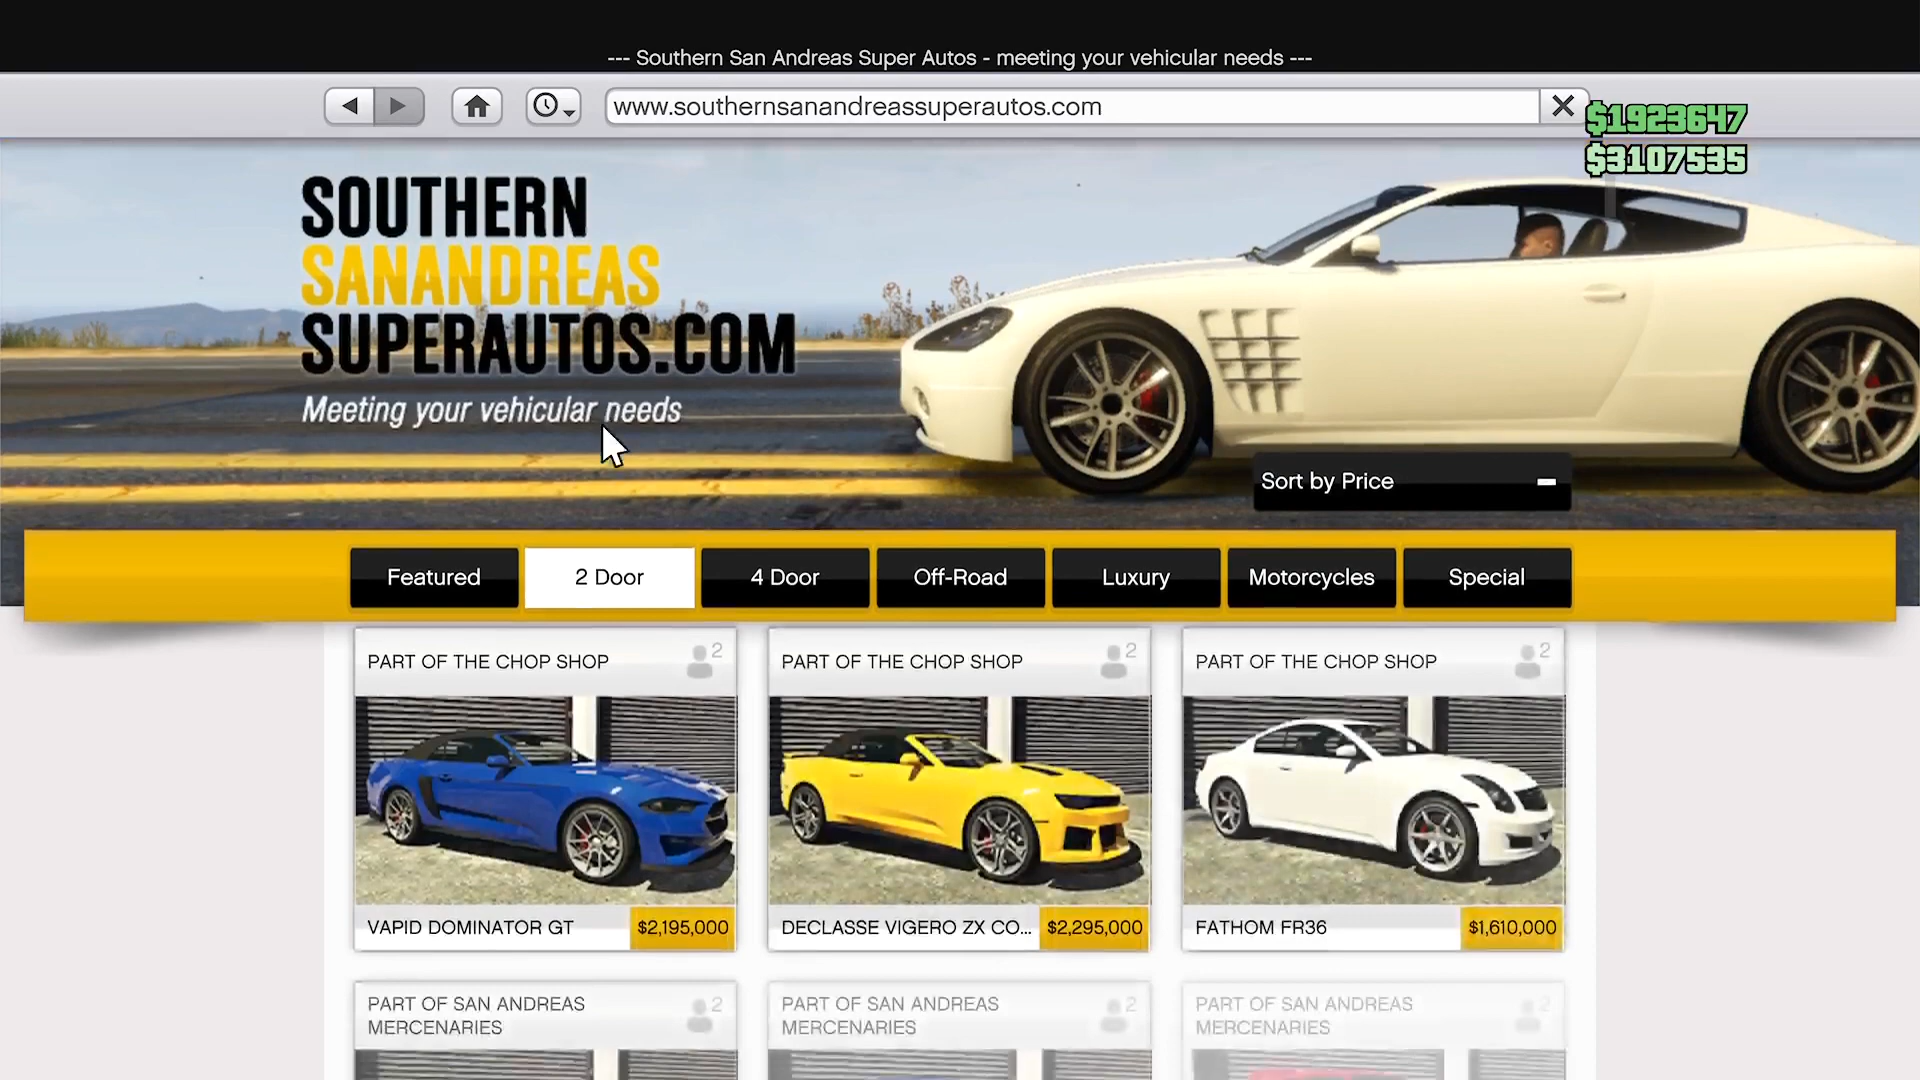 --- Southern San Andreas Super Autos - meeting your vehicular needs ---
www.southernsanandreassuperautos.com
$1923647
$3107535
SOUTHERN
SANANDREAS
SUPERAUTOS.COM
Meeting your vehicular needs
Sort by Price
Featured
2 Door
4 Door
Off-Road
Luxury
Motorcycles
Special
PART OF THE CHOP SHOP
2
PART OF THE CHOP SHOP
2
PART OF THE CHOP SHOP
2
VAPID DOMINATOR GT
$2,195,000
DECLASSE VIGERO ZX CO...
$2,295,000
FATHOM FR36
$1,610,000
PART OF SAN ANDREAS
MERCENARIES
2
PART OF SAN ANDREAS
MERCENARIES
2
PART OF SAN ANDREAS
MERCENARIES
2